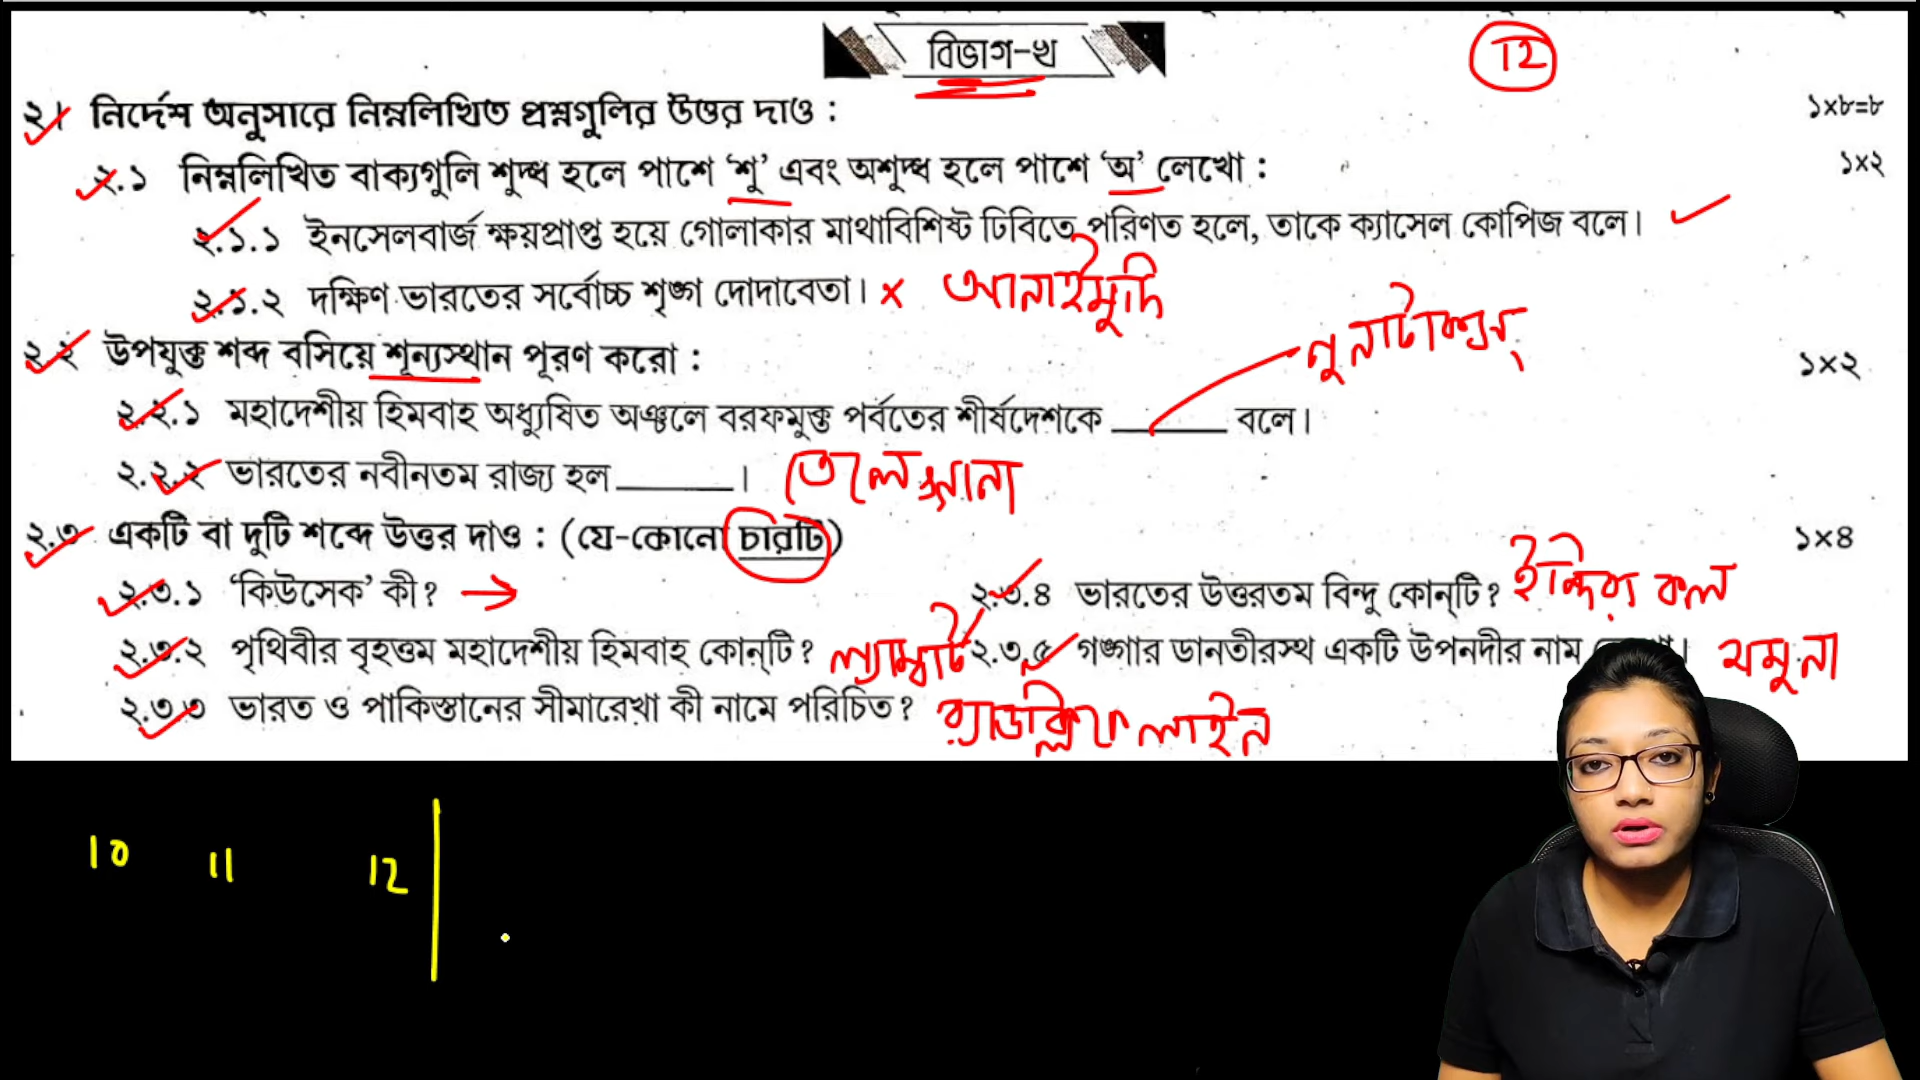 বিভাগ-খ
12
২। নির্দেশ অনুসারে নিম্নলিখিত প্রশ্নগুলির উত্তর দাও : ১×৮=৮
২.১ নিম্নলিখিত বাক্যগুলি শুদ্ধ হলে পাশে ‘শু’ এবং অশুদ্ধ হলে পাশে ‘অ’ লেখো : ১×২
২.১.১ ইনসেলবার্জ ক্ষয়প্রাপ্ত হয়ে গোলাকার মাথাবিশিষ্ট ঢিবিতে পরিণত হলে, তাকে ক্যাসেল কোপিজ বলে।
২.১.২ দক্ষিণ ভারতের সর্বোচ্চ শৃঙ্গ দোদাবেতা। × আনাইমুদি
নুনাটাকস্
২.২ উপযুক্ত শব্দ বসিয়ে শূন্যস্থান পূরণ করো : ১×২
২.২.১ মহাদেশীয় হিমবাহ অধ্যুষিত অঞ্চলে বরফমুক্ত পর্বতের শীর্ষদেশকে ______ বলে।
২.২.২ ভারতের নবীনতম রাজ্য হল ______ । তেলেঙ্গানা
২.৩ একটি বা দুটি শব্দে উত্তর দাও : (যে-কোনো চারটি) ১×৪
২.৩.১ ‘কিউসেক’ কী? →
২.৩.৪ ভারতের উত্তরতম বিন্দু কোন্‌টি? ইন্দিরা কল
২.৩.২ পৃথিবীর বৃহত্তম মহাদেশীয় হিমবাহ কোন্‌টি? ল্যাম্বার্ট
২.৩.৫ গঙ্গার ডানতীরস্থ একটি উপনদীর নাম যমুনা
২.৩.৩ ভারত ও পাকিস্তানের সীমারেখা কী নামে পরিচিত? র‍্যাডক্লিফ লাইন
10 11 12